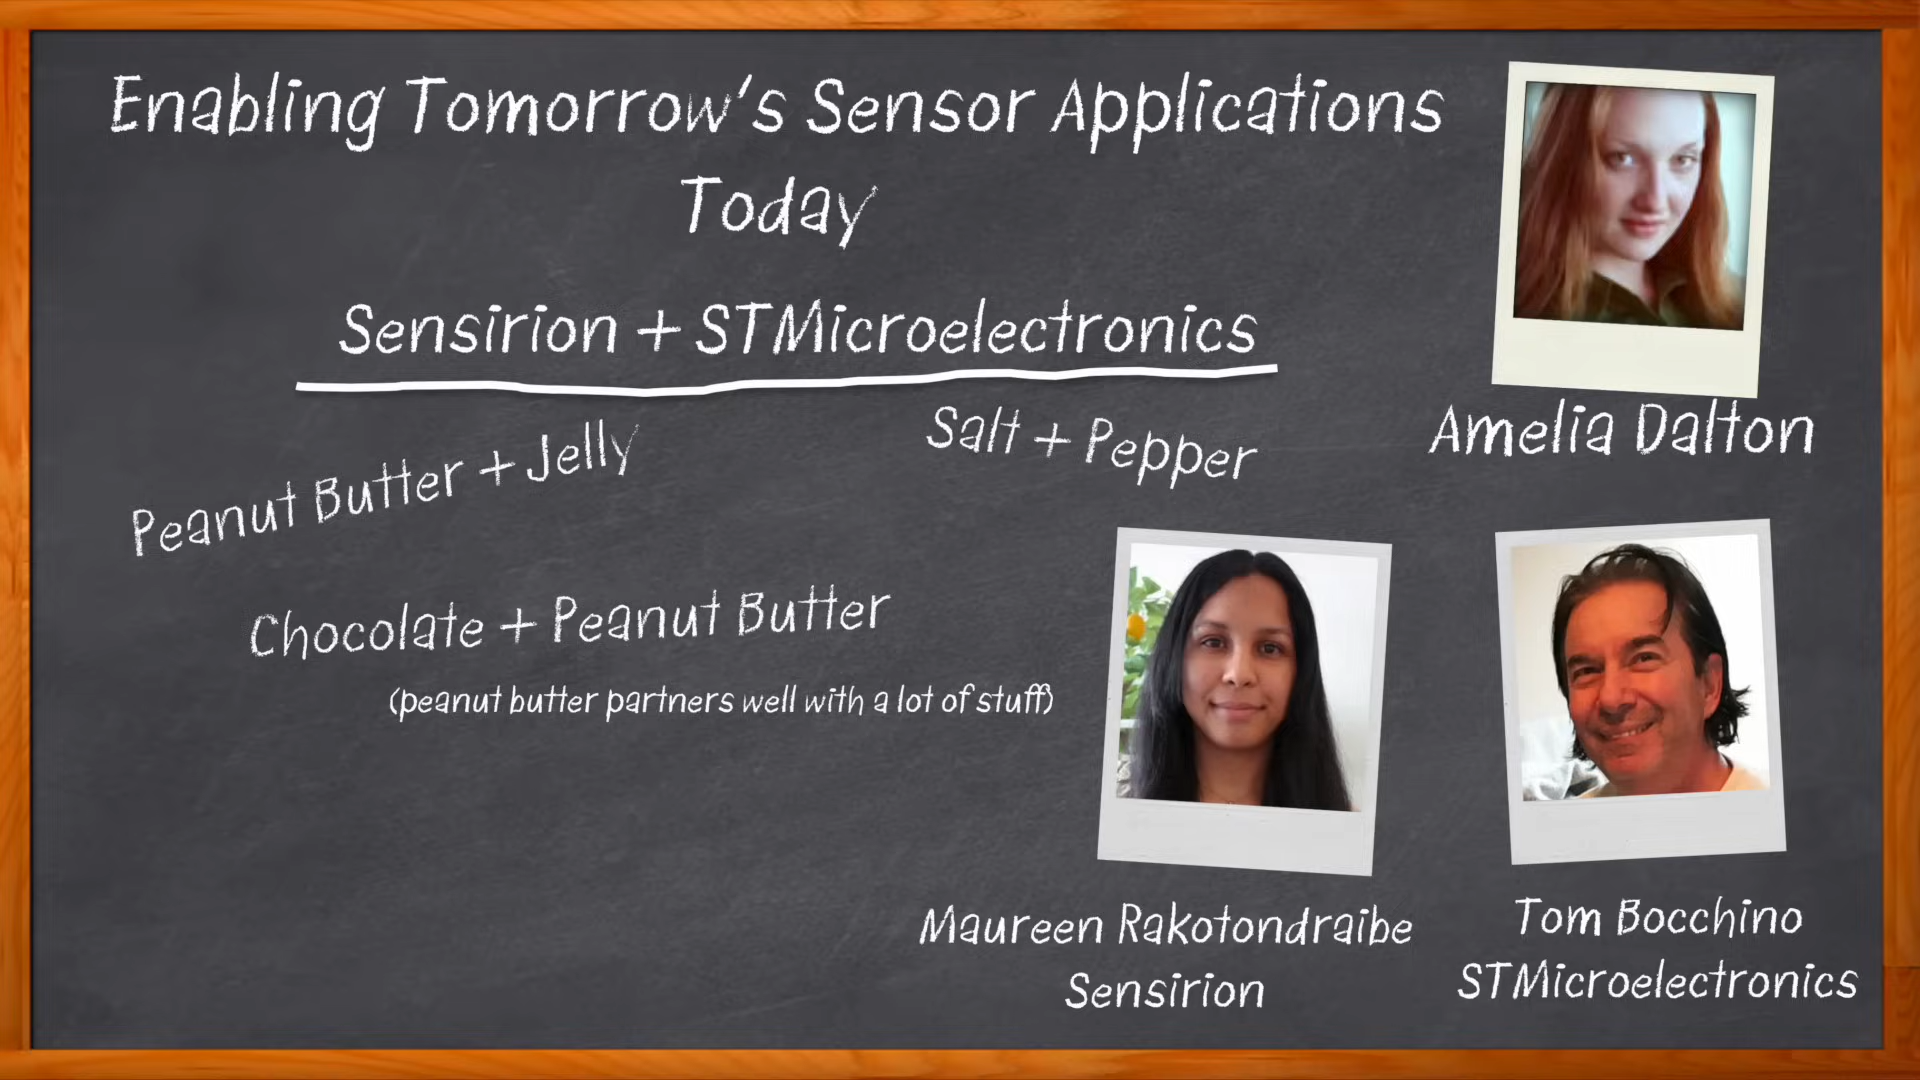 Enabling Tomorrow's Sensor Applications
Today
Sensirion + STMicroelectronics
Peanut Butter + Jelly
Salt + Pepper
Chocolate + Peanut Butter
(peanut butter partners well with a lot of stuff)
Amelia Dalton
Maureen Rakotondraibe
Sensirion
Tom Bocchino
STMicroelectronics